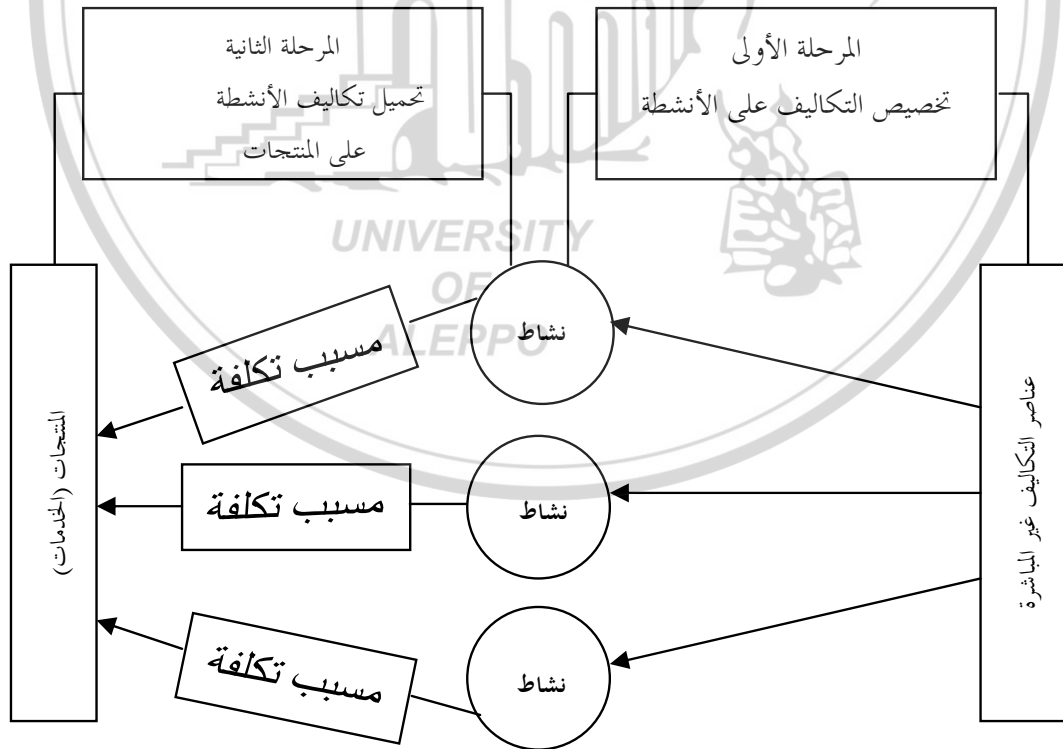 المرحلة الأولى
تخصيص التكاليف على الأنشطة
المرحلة الثانية
تحميل تكاليف الأنشطة
على المنتجات
UNIVERSITY
OF
ALEPPO
عناصر التكاليف غير المباشرة
نشاط
مسبب تكلفة
نشاط
مسبب تكلفة
نشاط
مسبب تكلفة
المنتجات (الخدمات)